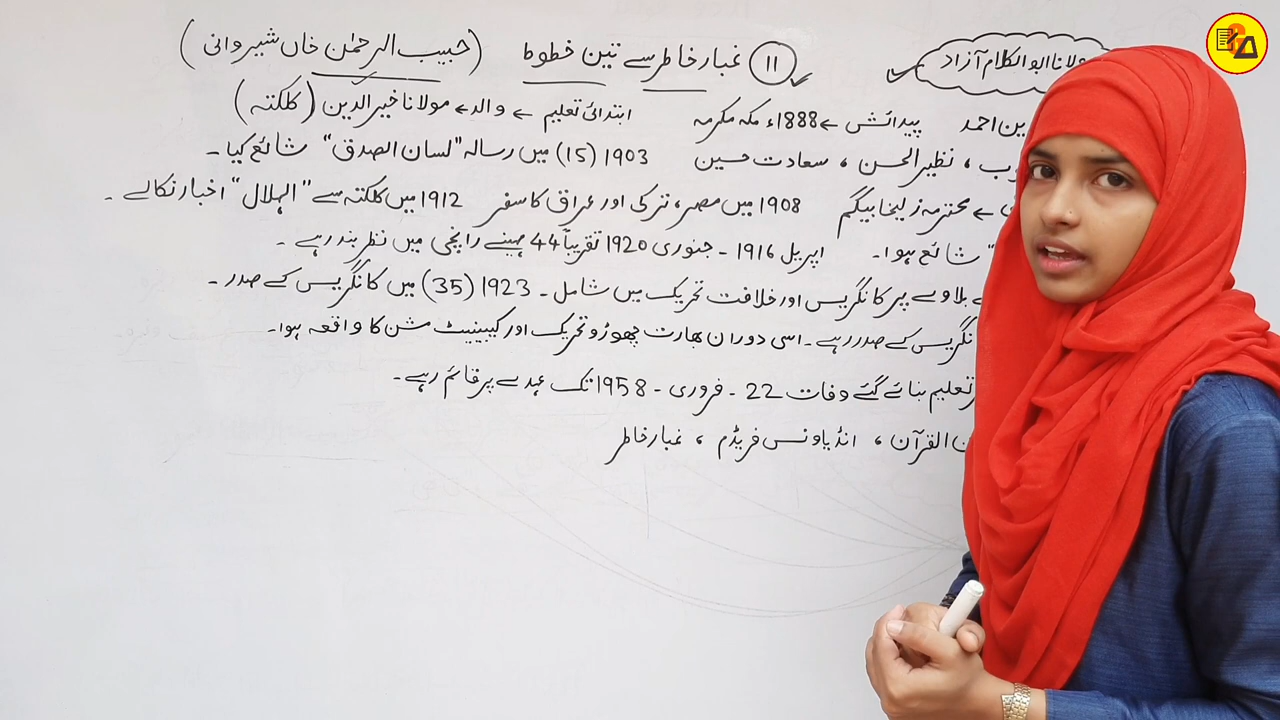 مولانا ابوالکلام آزاد ⑪ غبار خاطر سے تین خطوط (حبیب الرحمٰن خاں شیروانی)
ین احمد پیدائش ← 1888ء مکہ مکرمہ ابتدائی تعلیم ← والد ← مولانا خیرالدین (کلکتہ)
وب ، نظیر الحسن ، سعادت حسین 1903 (15) میں رسالہ "لسان الصدق" شائع کیا۔
ی ← محترمہ زلیخا بیگم 1908 میں مصر، ترکی اور عراق کا سفر 1912 میں کلکتہ سے "الہلال" اخبار نکالے۔
" شائع ہوا۔ اپریل 1916 ۔ جنوری 1920 تقریباً 44 مہینے رانچی میں نظر بند رہے ۔
کے بلاوے پر کانگریس اور خلافت تحریک میں شامل ۔ 1923 (35) میں کانگریس کے صدر ۔
نگریس کے صدر رہے ۔ اسی دوران بھارت چھوڑو تحریک اور کیبینیٹ مشن کا واقعہ ہوا۔
ر تعلیم بنائے گئے وفات 22 ۔ فروری ۔ 1958 تک عہدے پر قائم رہے۔
ن القرآن ، انڈیا ونس فریڈم ، غبار خاطر